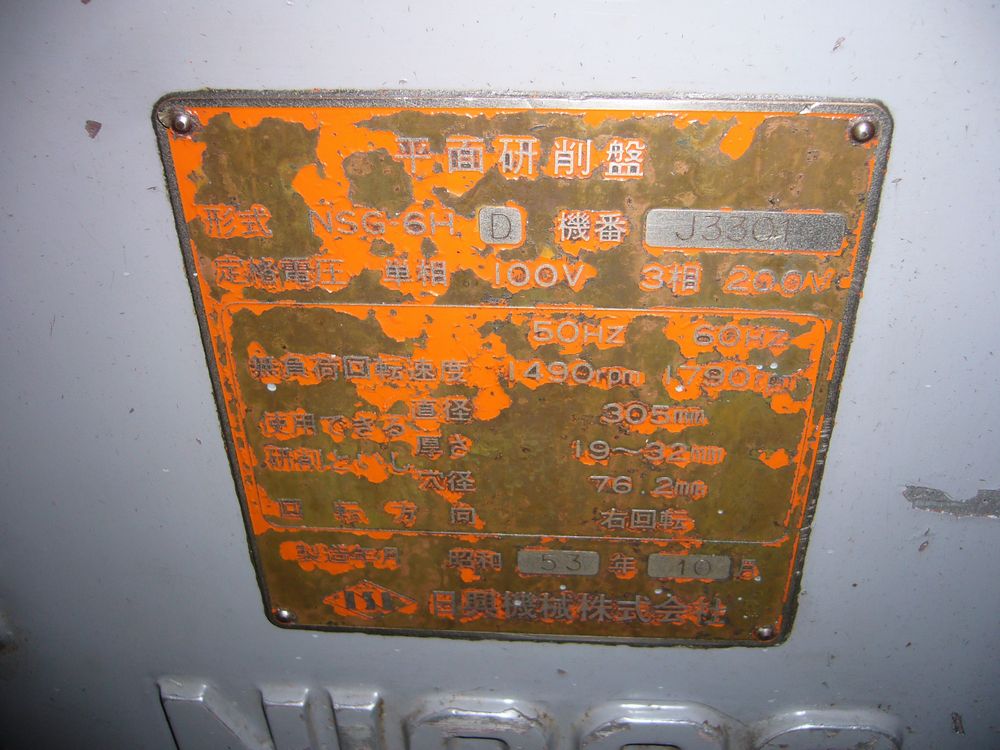 平面研削盤
形式 NSG-6H D 機番 J3301
定格電圧 単相 100V 3相 200V
50HZ 60HZ
無負荷回転速度 1490rpm 1790rpm
使用できる研削といし 直径 305mm
厚さ 19～32mm
穴径 76.2mm
回転方向 右回転
製造年月 昭和 53 年 10 月
日興機械株式会社